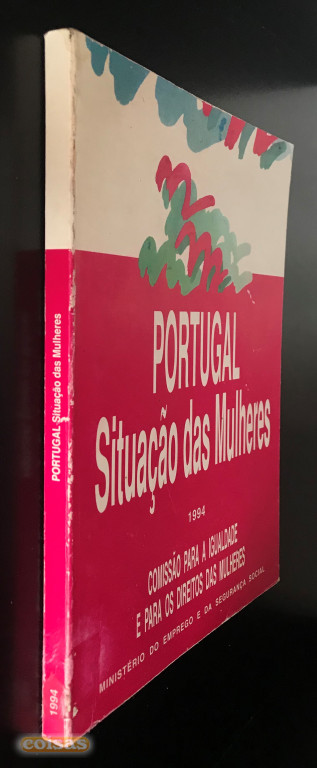 PORTUGAL
Situação das Mulheres
1994
COMISSÃO PARA A IGUALDADE
E PARA OS DIREITOS DAS MULHERES
MINISTÉRIO DO EMPREGO E DA SEGURANÇA SOCIAL
PORTUGAL Situação das Mulheres
1994
coisas